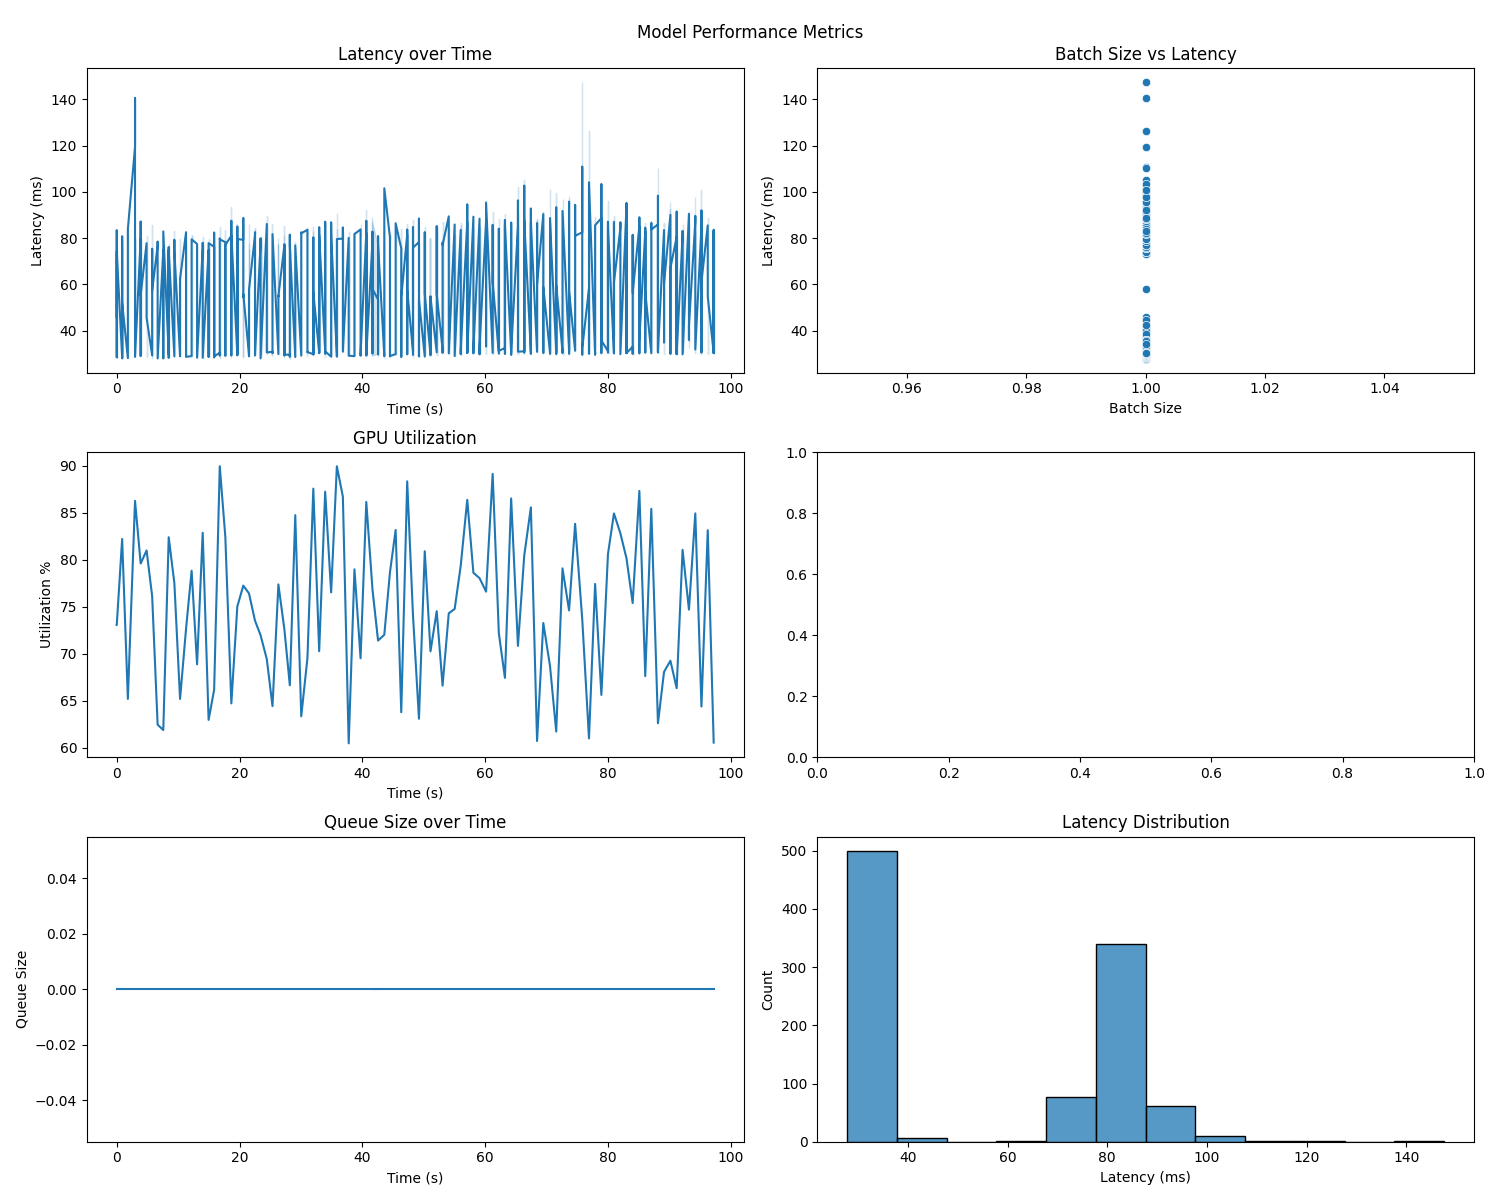 Model Performance Metrics
Latency over Time
Latency (ms)
140
120
100
80
60
40
0 20 40 60 80 100
Time (s)
Batch Size vs Latency
Latency (ms)
140
120
100
80
60
40
0.96 0.98 1.00 1.02 1.04
Batch Size
GPU Utilization
Utilization %
90
85
80
75
70
65
60
0 20 40 60 80 100
Time (s)
1.0
0.8
0.6
0.4
0.2
0.0
0.0 0.2 0.4 0.6 0.8 1.0
Queue Size over Time
Queue Size
0.04
0.02
0.00
−0.02
−0.04
0 20 40 60 80 100
Time (s)
Latency Distribution
Count
500
400
300
200
100
0
40 60 80 100 120 140
Latency (ms)